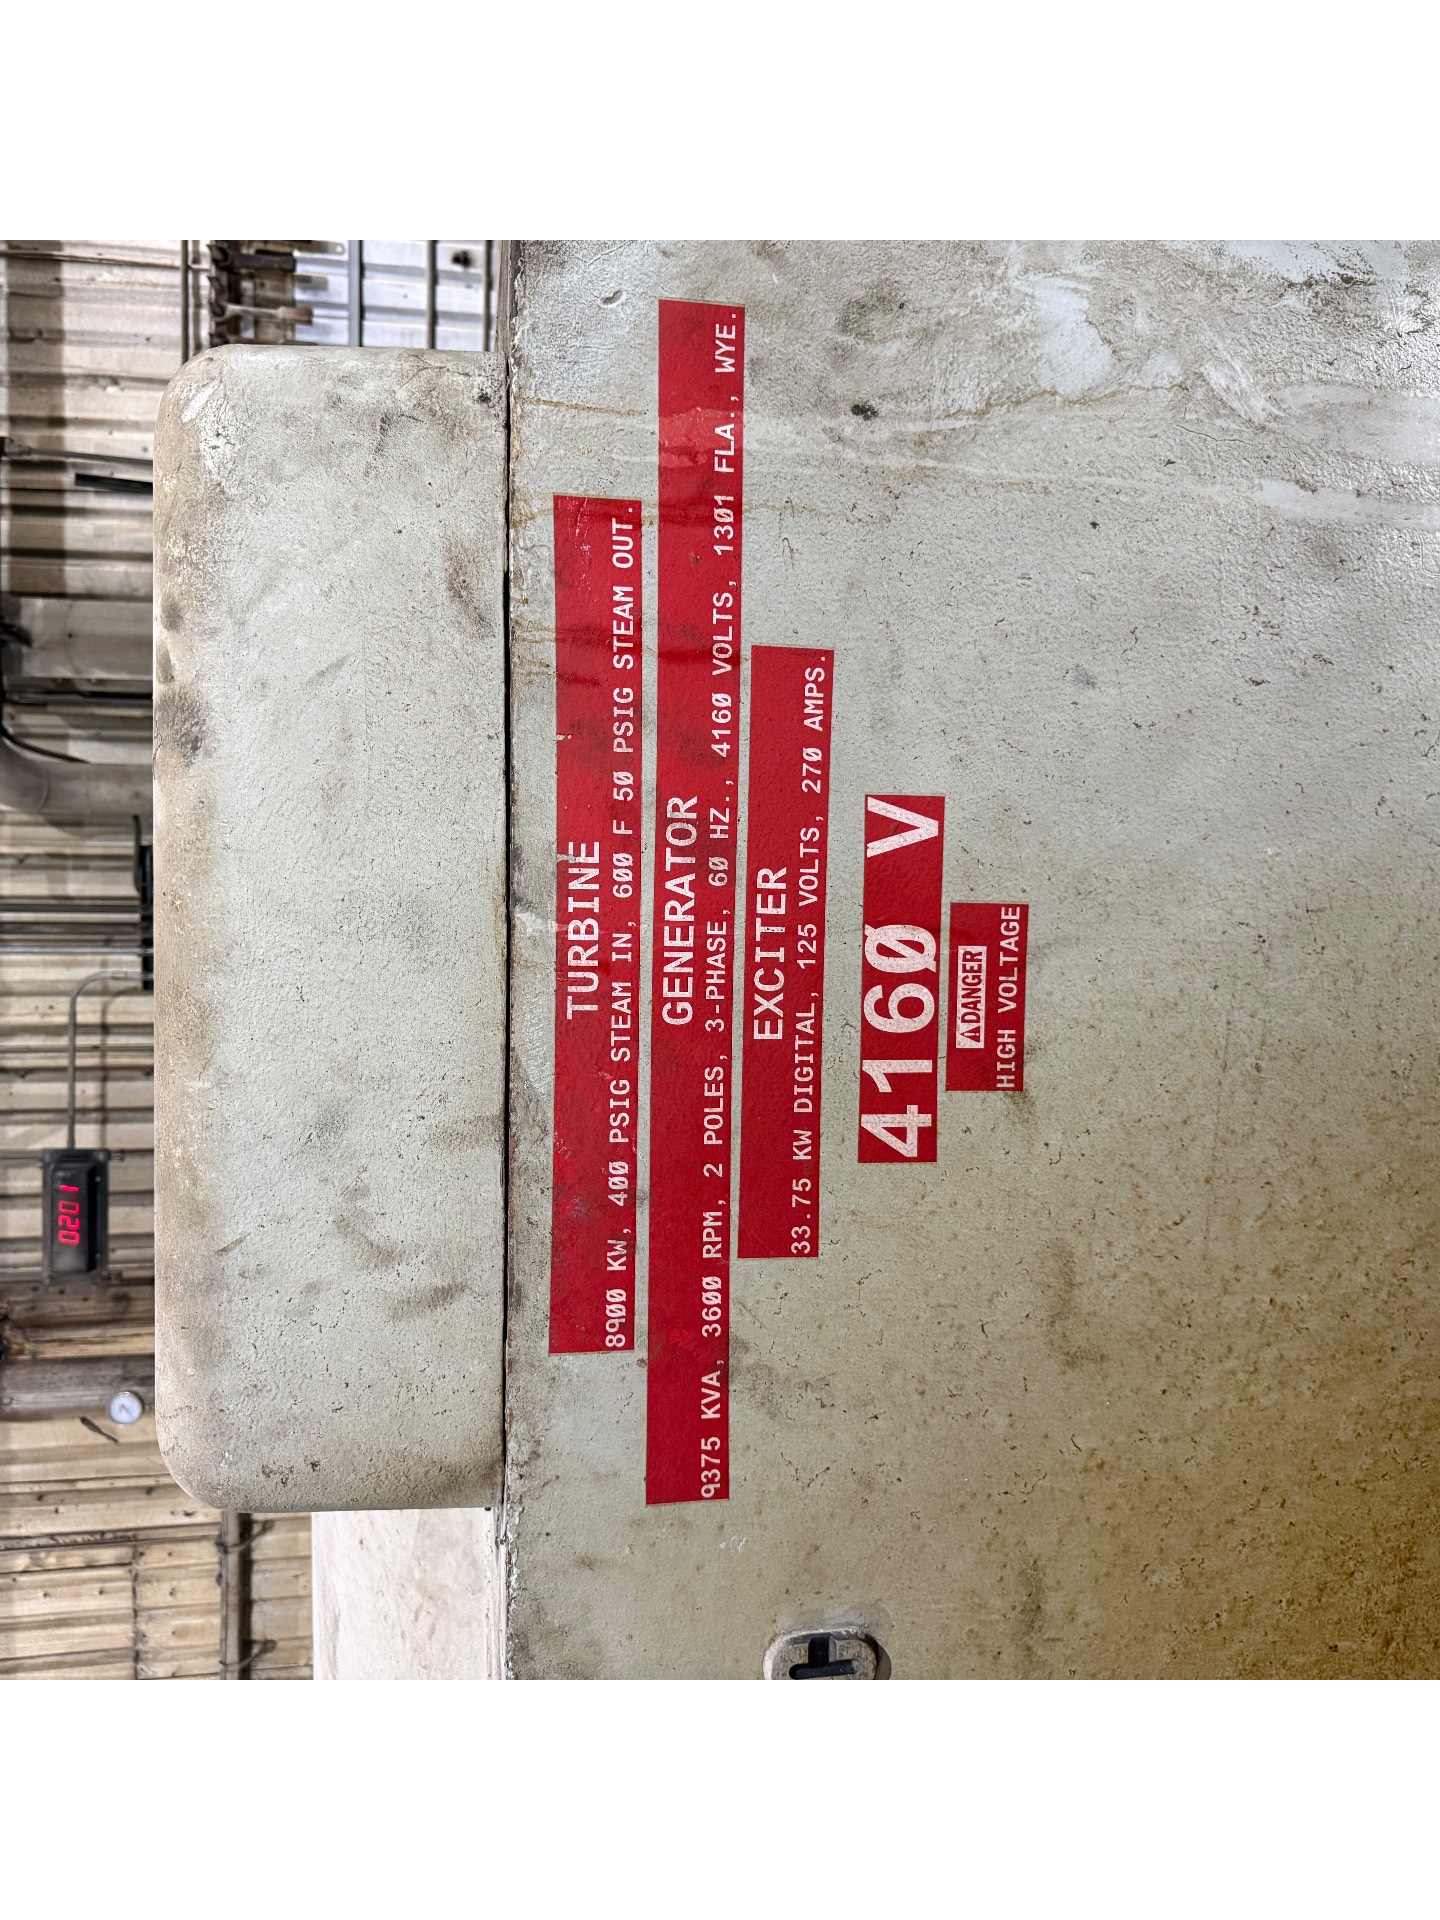 TURBINE
8900 KW, 400 PSIG STEAM IN, 600 F 50 PSIG STEAM OUT.
GENERATOR
9375 KVA, 3600 RPM, 2 POLES, 3-PHASE, 60 HZ., 4160 VOLTS, 1301 FLA., WYE.
EXCITER
33.75 KW DIGITAL, 125 VOLTS, 270 AMPS.
4160 V
DANGER
HIGH VOLTAGE
0201